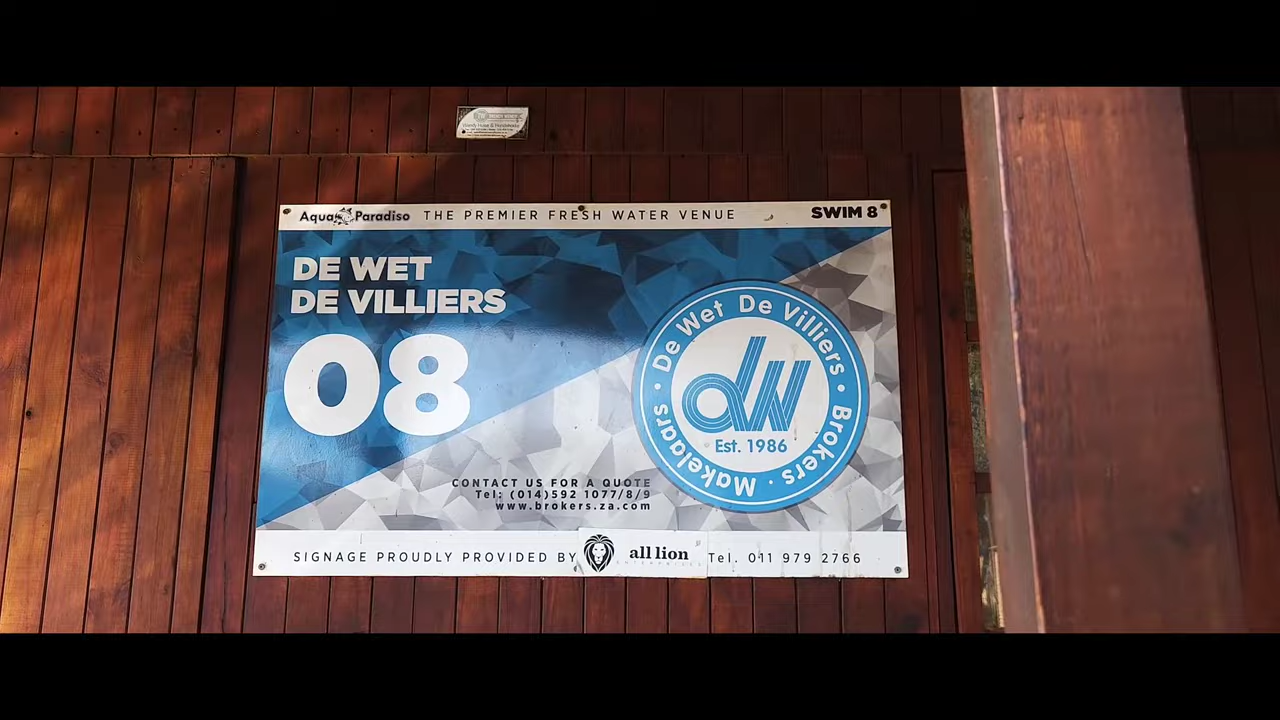 Aqua Paradiso THE PREMIER FRESH WATER VENUE SWIM 8
DE WET
DE VILLIERS
08
De Wet De Villiers · Brokers · Makelaars ·
dw
Est. 1986
CONTACT US FOR A QUOTE
Tel: (014)592 1077/8/9
www.brokers.za.com
SIGNAGE PROUDLY PROVIDED BY all lion Tel. 011 979 2766
ENTERPRISES